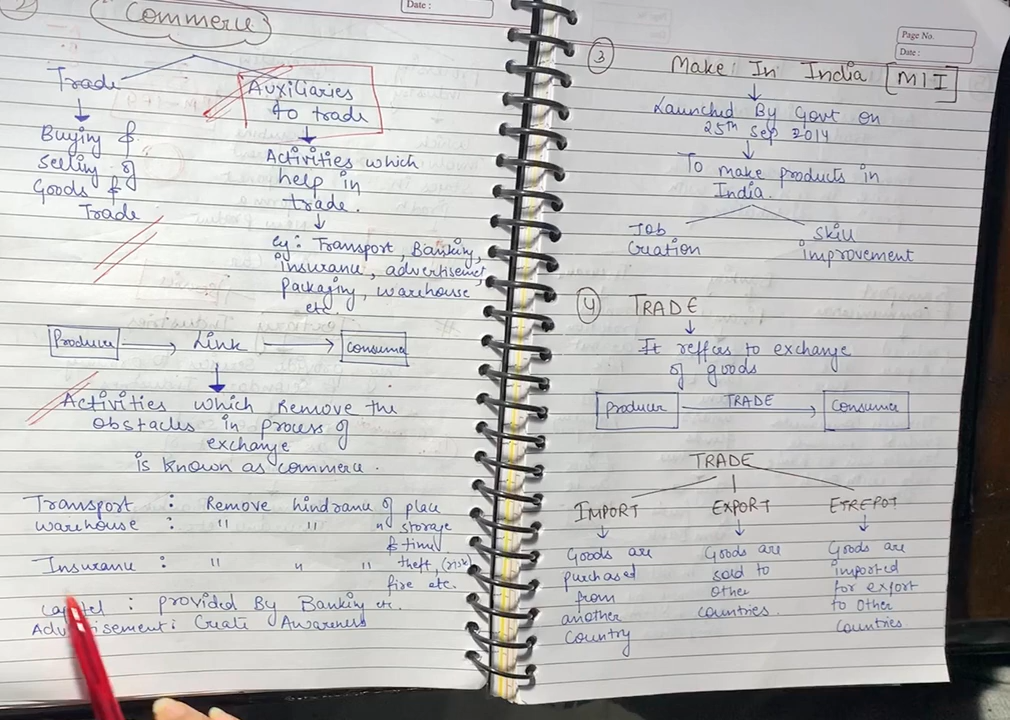 2
Commerce
Date :
Trade
Auxiliaries
to trade
Buying &
Selling of
Goods &
Trade
Activities which
help in
trade.
eg: Transport, Banking,
insurance, advertisement
packaging, warehouse
etc.
Producer
Link
Consumer
Activities which Remove the
obstacles in process of
exchange
is known as commerce.
Transport : Remove hindrance of place
warehouse : " " " storage
& time
Insurance : " " " theft, (risk)
fire etc.
Capital : provided By Banking etc.
Advertisement : Create Awareness
Page No.
Date :
3
Make In India [MII]
Launched By Govt on
25th Sep 2014
To make products in
India.
Job
Creation
Skill
improvement
4
TRADE
It reffers to exchange
of goods
Producer
TRADE
Consumer
TRADE
IMPORT
EXPORT
ETREPOT
Goods are
purchased
from
another
Country
Goods are
sold to
other
countries.
Goods are
imported
for export
to other
Countries